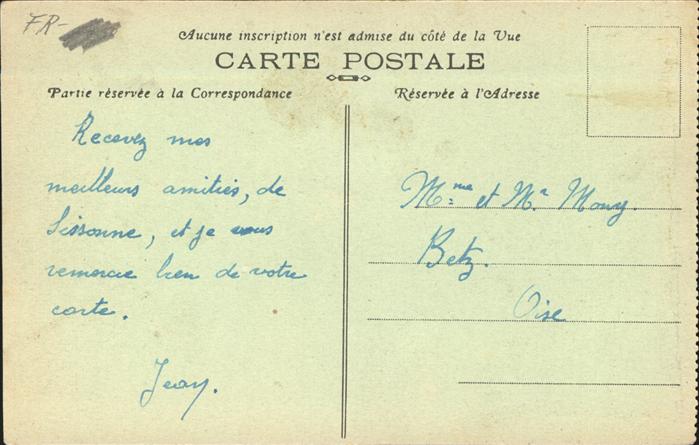 FR-
Aucune inscription n'est admise du côté de la Vue
CARTE POSTALE
Partie réservée à la Correspondance
Réservée à l'Adresse
Recevez mes
meilleurs amitiés, de
Sissonne, et je vous
remercie bien de votre
carte.
Jean.
Mme et Mr
Betz.
Oise